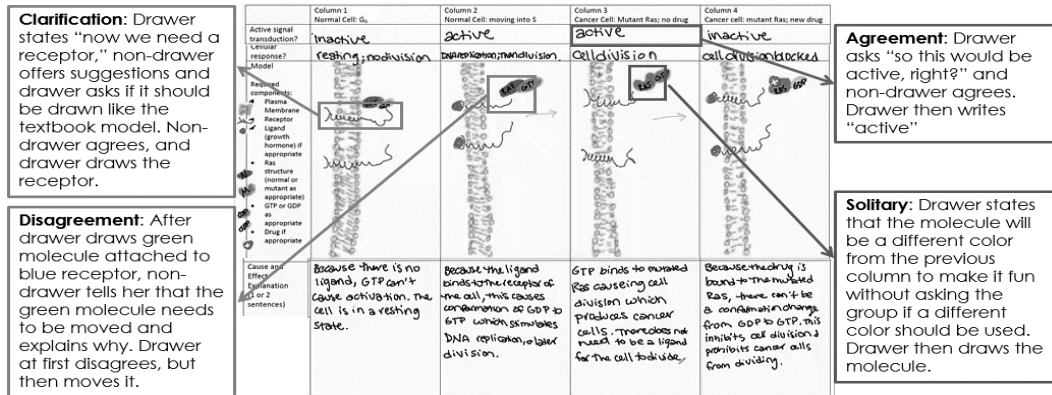 Clarification: Drawer
states “now we need a
receptor,” non-drawer
offers suggestions and
drawer asks if it should
be drawn like the
textbook model. Non-
drawer agrees, and
drawer draws the
receptor.
Disagreement: After
drawer draws green
molecule attached to
blue receptor, non-
drawer tells her that the
green molecule needs
to be moved and
explains why. Drawer
at first disagrees, but
then moves it.
Column 1
Normal Cell: G₀
Column 2
Normal Cell: moving into S
Column 3
Cancer Cell: Mutant Ras; no drug
Column 4
Cancer cell: mutant Ras; new drug
Active signal
transduction?
inactive
active
active
inactive
Cellular
response?
resting; no division
DNA replication, then division
Cell division
cell division blocked
Model
Required
components:
Plasma
Membrane
Receptor
Ligand
(growth
hormone) if
appropriate
Ras
structure
(normal or
mutant as
appropriate)
GTP or GDP
as
appropriate
Drug if
appropriate
RAS
GTP
RAS
Cause and
Effect
Explanation
(1 or 2
sentences)
Because there is no
ligand, GTP can't
cause activation. The
cell is in a resting
state.
Because the ligand
binds to the receptor of
the cell, this causes
conformation of GDP to
GTP which stimulates
DNA replication, & later
division.
GTP binds to mutated
Ras causeing cell
division which
produces cancer
cells. There does not
need to be a ligand
for the cell to divide.
Because the drug is
bound to the mutated
Ras, there can't be
a conformation change
from GDP to GTP. This
inhibits cell division &
prohibits cancer cells
from dividing.
Agreement: Drawer
asks “so this would be
active, right?” and
non-drawer agrees.
Drawer then writes
“active”
Solitary: Drawer states
that the molecule will
be a different color
from the previous
column to make it fun
without asking the
group if a different
color should be used.
Drawer then draws the
molecule.